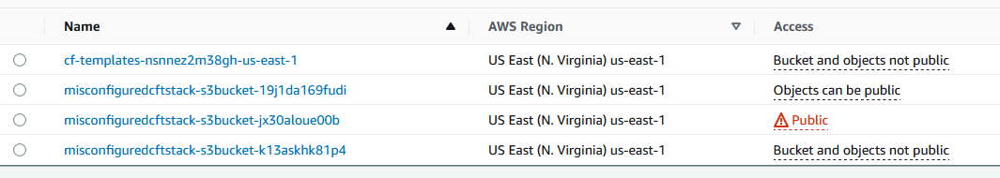 Name AWS Region Access
cf-templates-nsnnez2m38gh-us-east-1 US East (N. Virginia) us-east-1 Bucket and objects not public
misconfiguredcftstack-s3bucket-19j1da169fudi US East (N. Virginia) us-east-1 Objects can be public
misconfiguredcftstack-s3bucket-jx30aloue00b US East (N. Virginia) us-east-1 Public
misconfiguredcftstack-s3bucket-k13askhk81p4 US East (N. Virginia) us-east-1 Bucket and objects not public